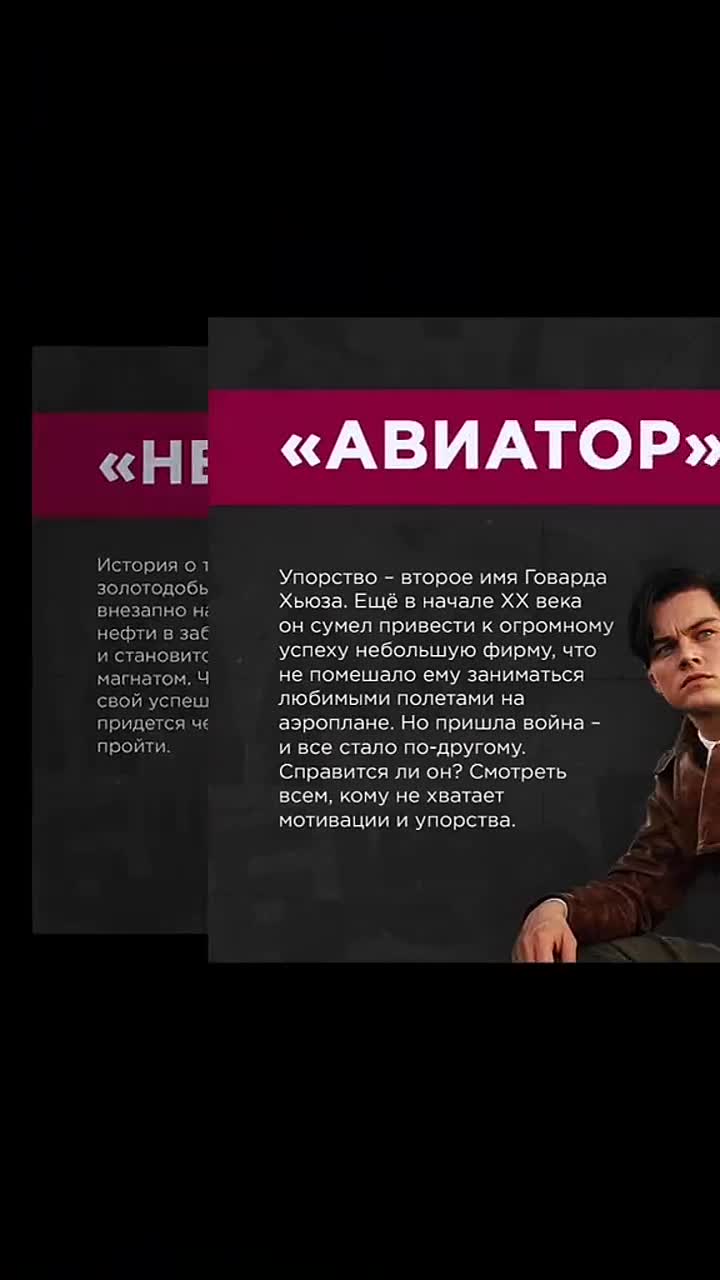 «НЕ
История о
золотодобы
внезапно на
нефти в заб
и становитс
магнатом. Ч
свой успеш
придется че
пройти.
«АВИАТОР»
Упорство – второе имя Говарда
Хьюза. Ещё в начале XX века
он сумел привести к огромному
успеху небольшую фирму, что
не помешало ему заниматься
любимыми полетами на
аэроплане. Но пришла война –
и все стало по-другому.
Справится ли он? Смотреть
всем, кому не хватает
мотивации и упорства.